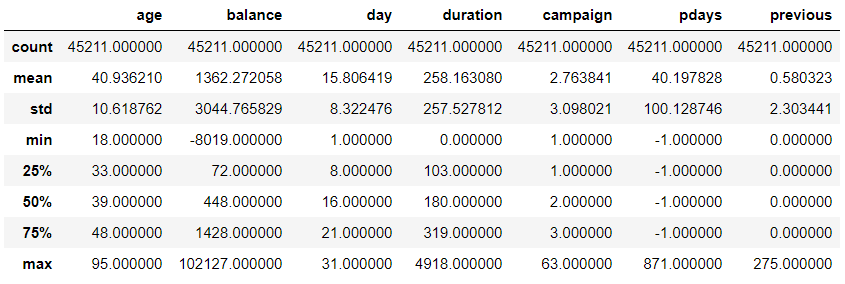 age balance day duration campaign pdays previous
count 45211.000000 45211.000000 45211.000000 45211.000000 45211.000000 45211.000000 45211.000000
mean 40.936210 1362.272058 15.806419 258.163080 2.763841 40.197828 0.580323
std 10.618762 3044.765829 8.322476 257.527812 3.098021 100.128746 2.303441
min 18.000000 -8019.000000 1.000000 0.000000 1.000000 -1.000000 0.000000
25% 33.000000 72.000000 8.000000 103.000000 1.000000 -1.000000 0.000000
50% 39.000000 448.000000 16.000000 180.000000 2.000000 -1.000000 0.000000
75% 48.000000 1428.000000 21.000000 319.000000 3.000000 -1.000000 0.000000
max 95.000000 102127.000000 31.000000 4918.000000 63.000000 871.000000 275.000000